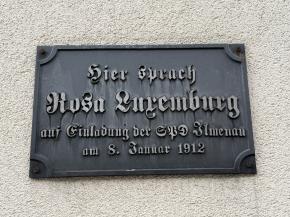 Hier sprach
Rosa Luxemburg
auf Einladung der SPD Ilmenau
am 8. Januar 1912